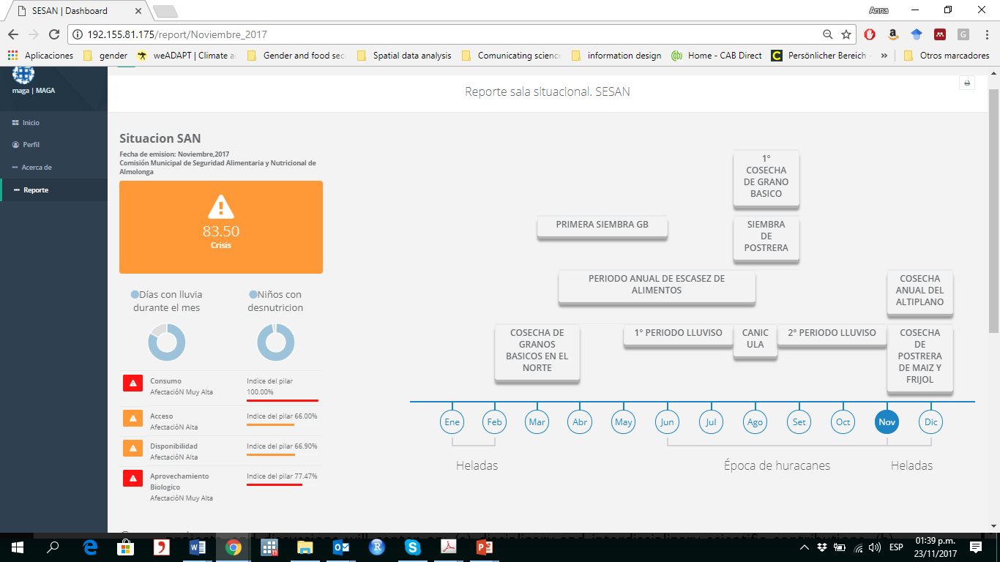 SESAN | Dashboard
Anna
192.155.81.175/report/Noviembre_2017
Aplicaciones
gender
weADAPT | Climate a
Gender and food sec
Spatial data analysis
Comunicating science
information design
Home - CAB Direct
Persönlicher Bereich
Otros marcadores
maga | MAGA
Inicio
Perfil
Acerca de
Reporte
Reporte sala situacional. SESAN
Situacion SAN
Fecha de emision: Noviembre,2017
Comisión Municipal de Seguridad Alimentaria y Nutricional de
Almolonga
83.50
Crisis
Días con lluvia
durante el mes
Niños con
desnutricion
Consumo
AfectacióN Muy Alta
Indice del pilar
100.00%
Acceso
AfectacióN Alta
Indice del pilar 66.00%
Disponibilidad
AfectacióN Alta
Indice del pilar 66.90%
Aprovechamiento
Biologico
AfectacióN Muy Alta
Indice del pilar 77.47%
1°
COSECHA
DE GRANO
BASICO
PRIMERA SIEMBRA GB
SIEMBRA
DE
POSTRERA
PERIODO ANUAL DE ESCASEZ DE
ALIMENTOS
COSECHA
ANUAL DEL
ALTIPLANO
COSECHA DE
GRANOS
BASICOS EN EL
NORTE
1° PERIODO LLUVISO
CANIC
ULA
2° PERIODO LLUVISO
COSECHA
DE
POSTRERA
DE MAIZ Y
FRIJOL
Ene
Feb
Mar
Abr
May
Jun
Jul
Ago
Set
Oct
Nov
Dic
Heladas
Época de huracanes
Heladas
ESP
01:39 p.m.
23/11/2017